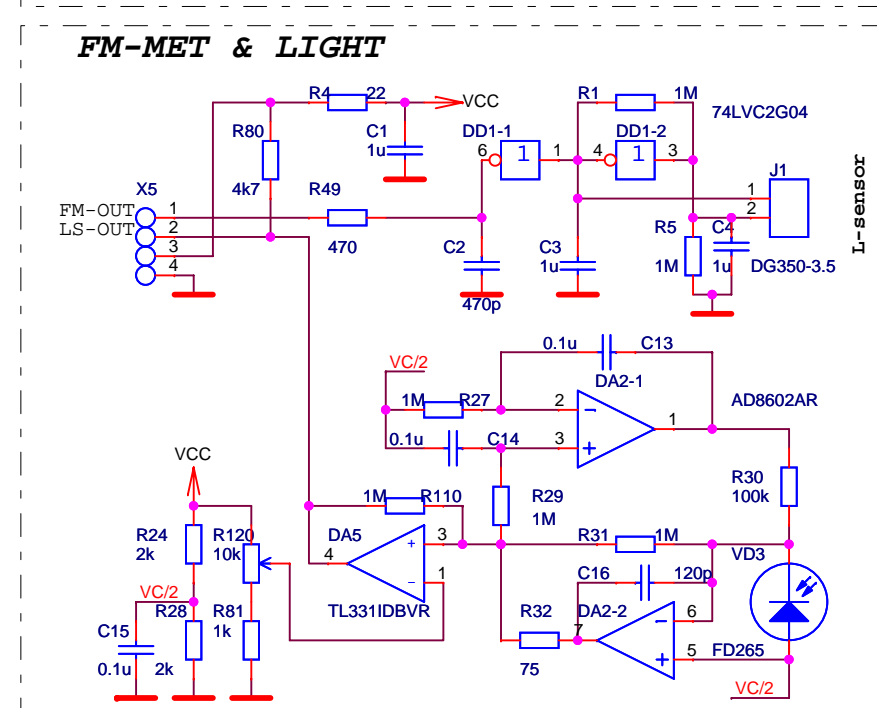 FM-MET & LIGHT
R4 22 VCC
R1 1M
74LVC2G04
R80
4k7
C1
1u
DD1-1
6 1 1
DD1-2
4 1 3
J1
1
2
L-sensor
X5
R49
FM-OUT 1
LS-OUT 2
3
4
470
C2
470p
C3
1u
R5
1M
C4
1u
DG350-3.5
VC/2
0.1u C13
DA2-1
1M R27
2
1
AD8602AR
0.1u C14
3
VCC
R30
100k
1M R110
R29
1M
R24
2k
R120
10k
DA5
4
3
1
R31 1M
VD3
C16 120p
VC/2
R28
2k
R81
1k
TL331IDBVR
C15
0.1u
R32
75
DA2-2
7
6
5
FD265
VC/2